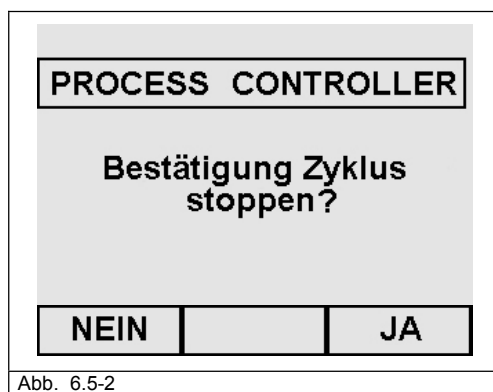 PROCESS CONTROLLER
Bestätigung Zyklus
stoppen?
NEIN JA
Abb. 6.5-2